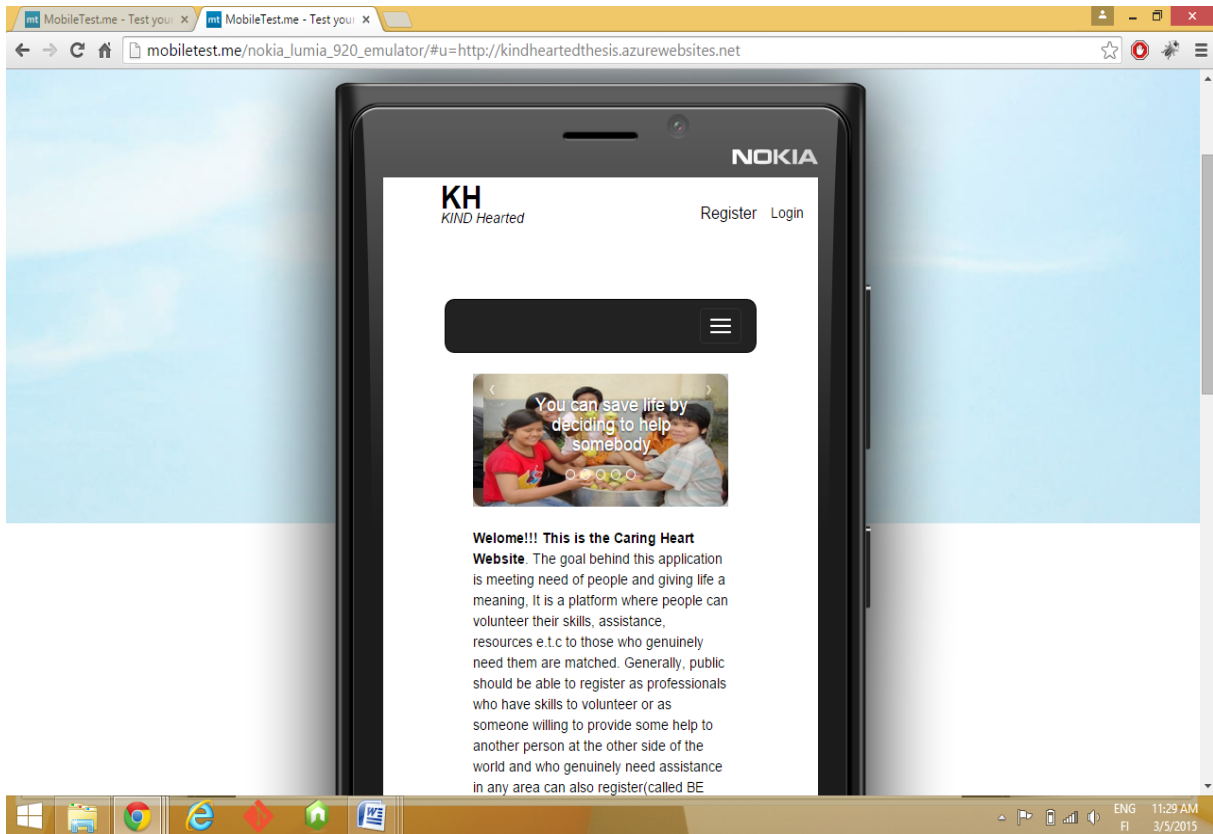 MobileTest.me - Test your
MobileTest.me - Test your
mobiletest.me/nokia_lumia_920_emulator/#u=http://kindheartedthesis.azurewebsites.net
NOKIA
KH
KIND Hearted
Register Login
You can save life by
deciding to help
somebody
Welome!!! This is the Caring Heart
Website. The goal behind this application
is meeting need of people and giving life a
meaning, It is a platform where people can
volunteer their skills, assistance,
resources e.t.c to those who genuinely
need them are matched. Generally, public
should be able to register as professionals
who have skills to volunteer or as
someone willing to provide some help to
another person at the other side of the
world and who genuinely need assistance
in any area can also register(called BE
ENG 11:29 AM
FI 3/5/2015